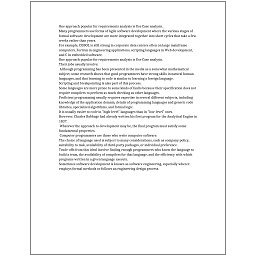 One approach popular for requirements analysis is Use Case analysis.
Many programmers use forms of Agile software development where the various stages of
formal software development are more integrated together into short cycles that take a few
weeks rather than years.
For example, COBOL is still strong in corporate data centers often on large mainframe
computers, Fortran in engineering applications, scripting languages in Web development,
and C in embedded software.
One approach popular for requirements analysis is Use Case analysis.
Their jobs usually involve:
Although programming has been presented in the media as a somewhat mathematical
subject, some research shows that good programmers have strong skills in natural human
languages, and that learning to code is similar to learning a foreign language.
Scripting and breakpointing is also part of this process.
Some languages are more prone to some kinds of faults because their specification does not
require compilers to perform as much checking as other languages.
Proficient programming usually requires expertise in several different subjects, including
knowledge of the application domain, details of programming languages and generic code
libraries, specialized algorithms, and formal logic.
It is usually easier to code in "high-level" languages than in "low-level" ones.
However, Charles Babbage had already written his first program for the Analytical Engine in
1837.
Whatever the approach to development may be, the final program must satisfy some
fundamental properties.
Computer programmers are those who write computer software.
The choice of language used is subject to many considerations, such as company policy,
suitability to task, availability of third-party packages, or individual preference.
Trade-offs from this ideal involve finding enough programmers who know the language to
build a team, the availability of compilers for that language, and the efficiency with which
programs written in a given language execute.
Sometimes software development is known as software engineering, especially when it
employs formal methods or follows an engineering design process.